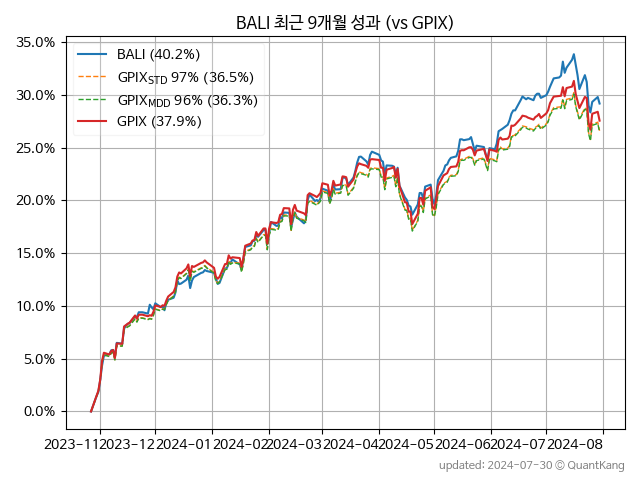 BALI 최근 9개월 성과 (vs GPIX)
35.0%
30.0%
25.0%
20.0%
15.0%
10.0%
5.0%
0.0%
BALI (40.2%)
GPIXSTD 97% (36.5%)
GPIXMDD 96% (36.3%)
GPIX (37.9%)
2023-11 2023-12 2024-01 2024-02 2024-03 2024-04 2024-05 2024-06 2024-07 2024-08
updated: 2024-07-30 © QuantKang